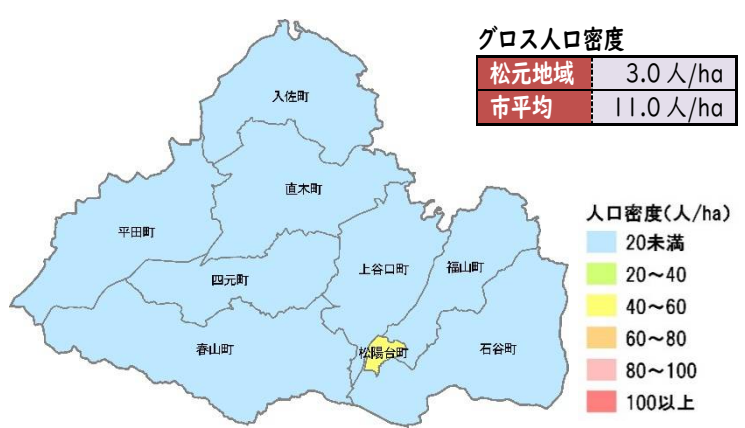 グロス人口密度
松元地域 3.0人/ha
市平均 11.0人/ha
入佐町
直木町
平田町
四元町
上谷口町
福山町
春山町
松陽台町
石谷町
人口密度(人/ha)
20未満
20～40
40～60
60～80
80～100
100以上